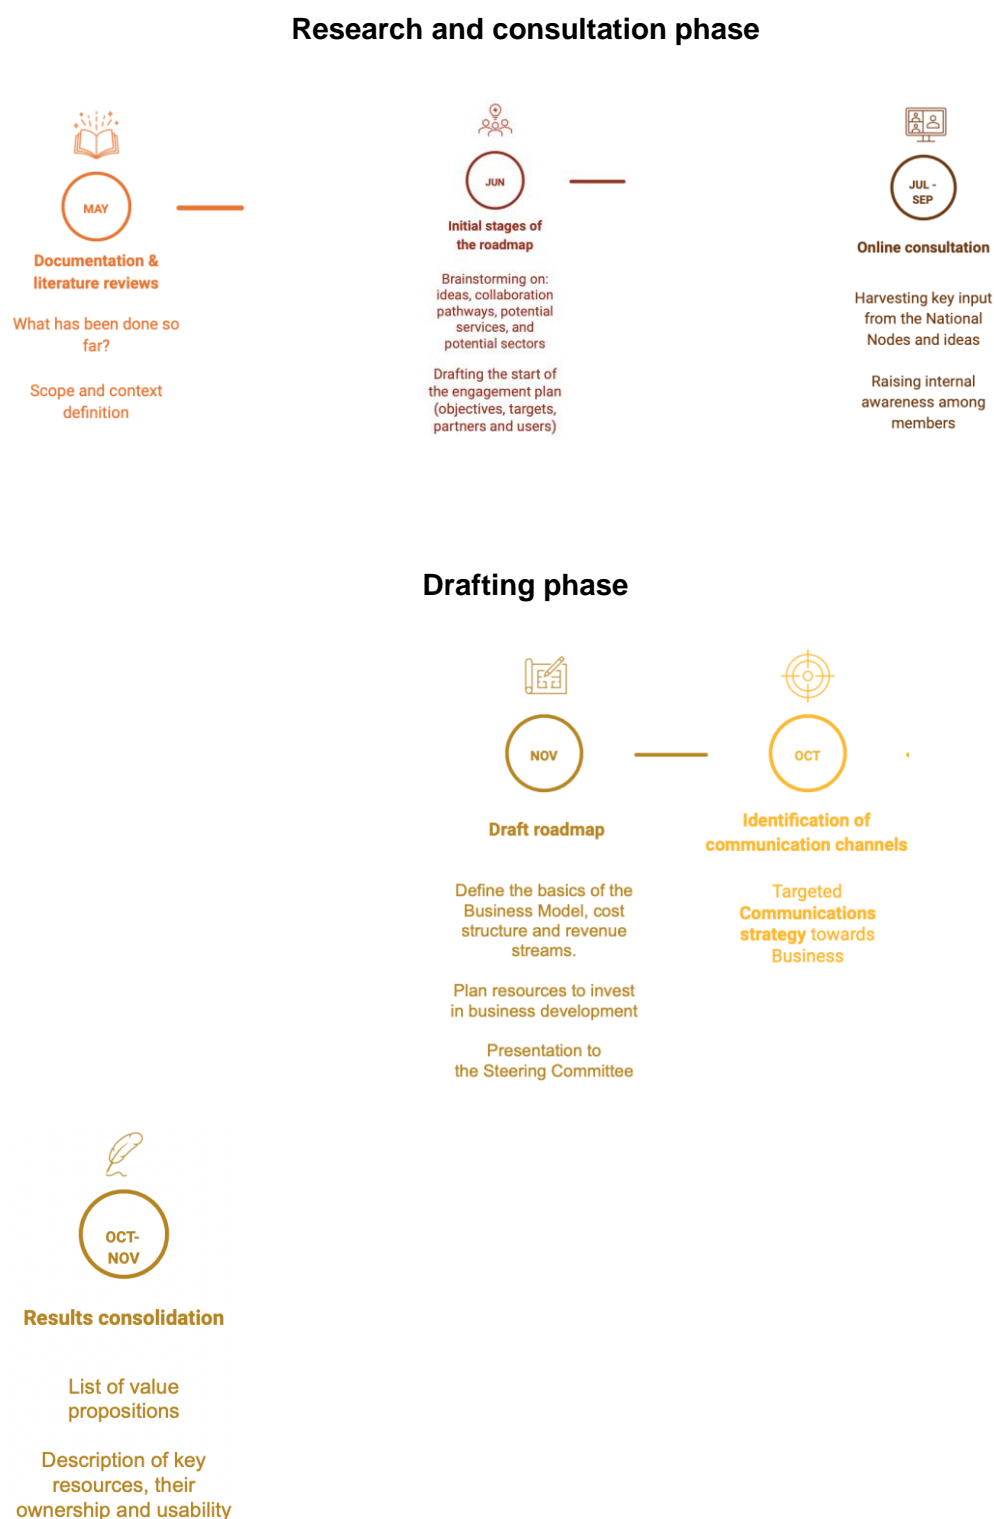 Research and consultation phase
MAY
Documentation &
literature reviews
What has been done so
far?
Scope and context
definition
JUN
Initial stages of
the roadmap
Brainstorming on:
ideas, collaboration
pathways, potential
services, and
potential sectors
Drafting the start of
the engagement plan
(objectives, targets,
partners and users)
JUL -
SEP
Online consultation
Harvesting key input
from the National
Nodes and ideas
Raising internal
awareness among
members
Drafting phase
NOV
Draft roadmap
Define the basics of the
Business Model, cost
structure and revenue
streams.
Plan resources to invest
in business development
Presentation to
the Steering Committee
OCT
Identification of
communication channels
Targeted
Communications
strategy towards
Business
OCT-
NOV
Results consolidation
List of value
propositions
Description of key
resources, their
ownership and usability